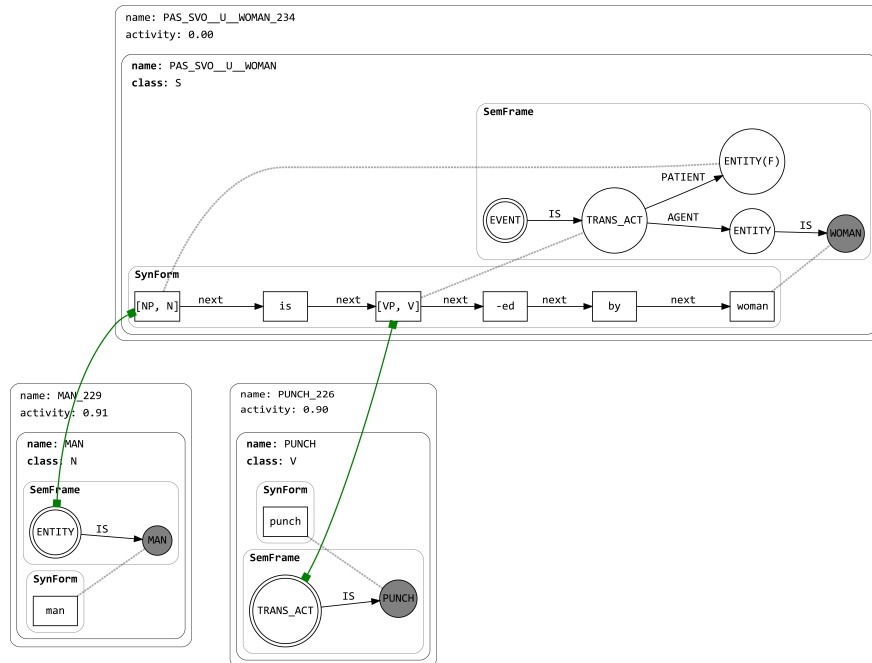 name: PAS_SVO__U__WOMAN_234
activity: 0.00
name: PAS_SVO__U__WOMAN
class: S
SemFrame
ENTITY(F)
PATIENT
EVENT
IS
TRANS_ACT
AGENT
ENTITY
IS
WOMAN
SynForm
[NP, N]
next
is
next
[VP, V]
next
-ed
next
by
next
woman
name: MAN_229
activity: 0.91
name: MAN
class: N
SemFrame
ENTITY
IS
MAN
SynForm
man
name: PUNCH_226
activity: 0.90
name: PUNCH
class: V
SynForm
punch
SemFrame
TRANS_ACT
IS
PUNCH